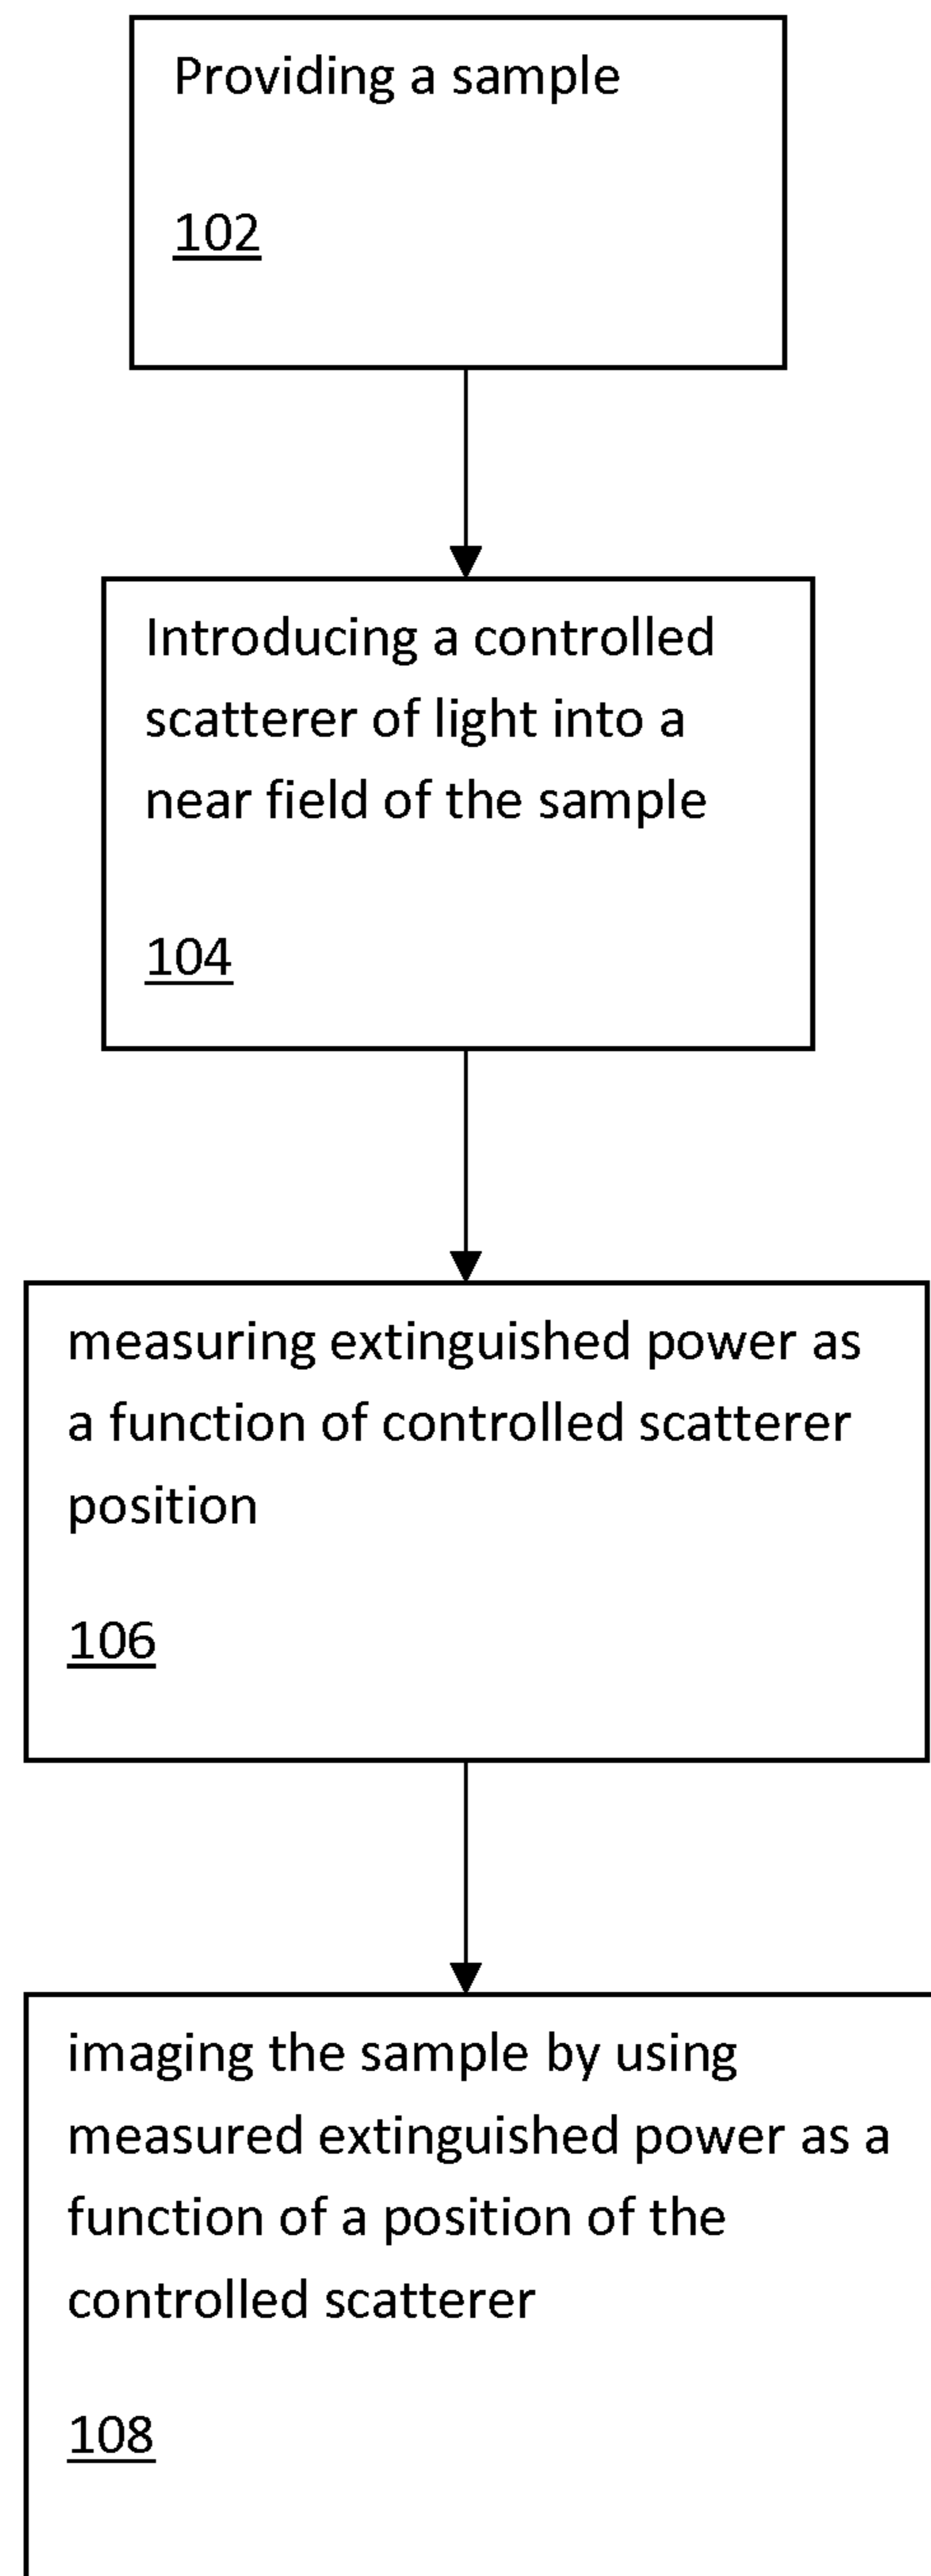 Providing a sample
102
Introducing a controlled
scatterer of light into a
near field of the sample
104
measuring extinguished power as
a function of controlled scatterer
position
106
imaging the sample by using
measured extinguished power as a
function of a position of the
controlled scatterer
108